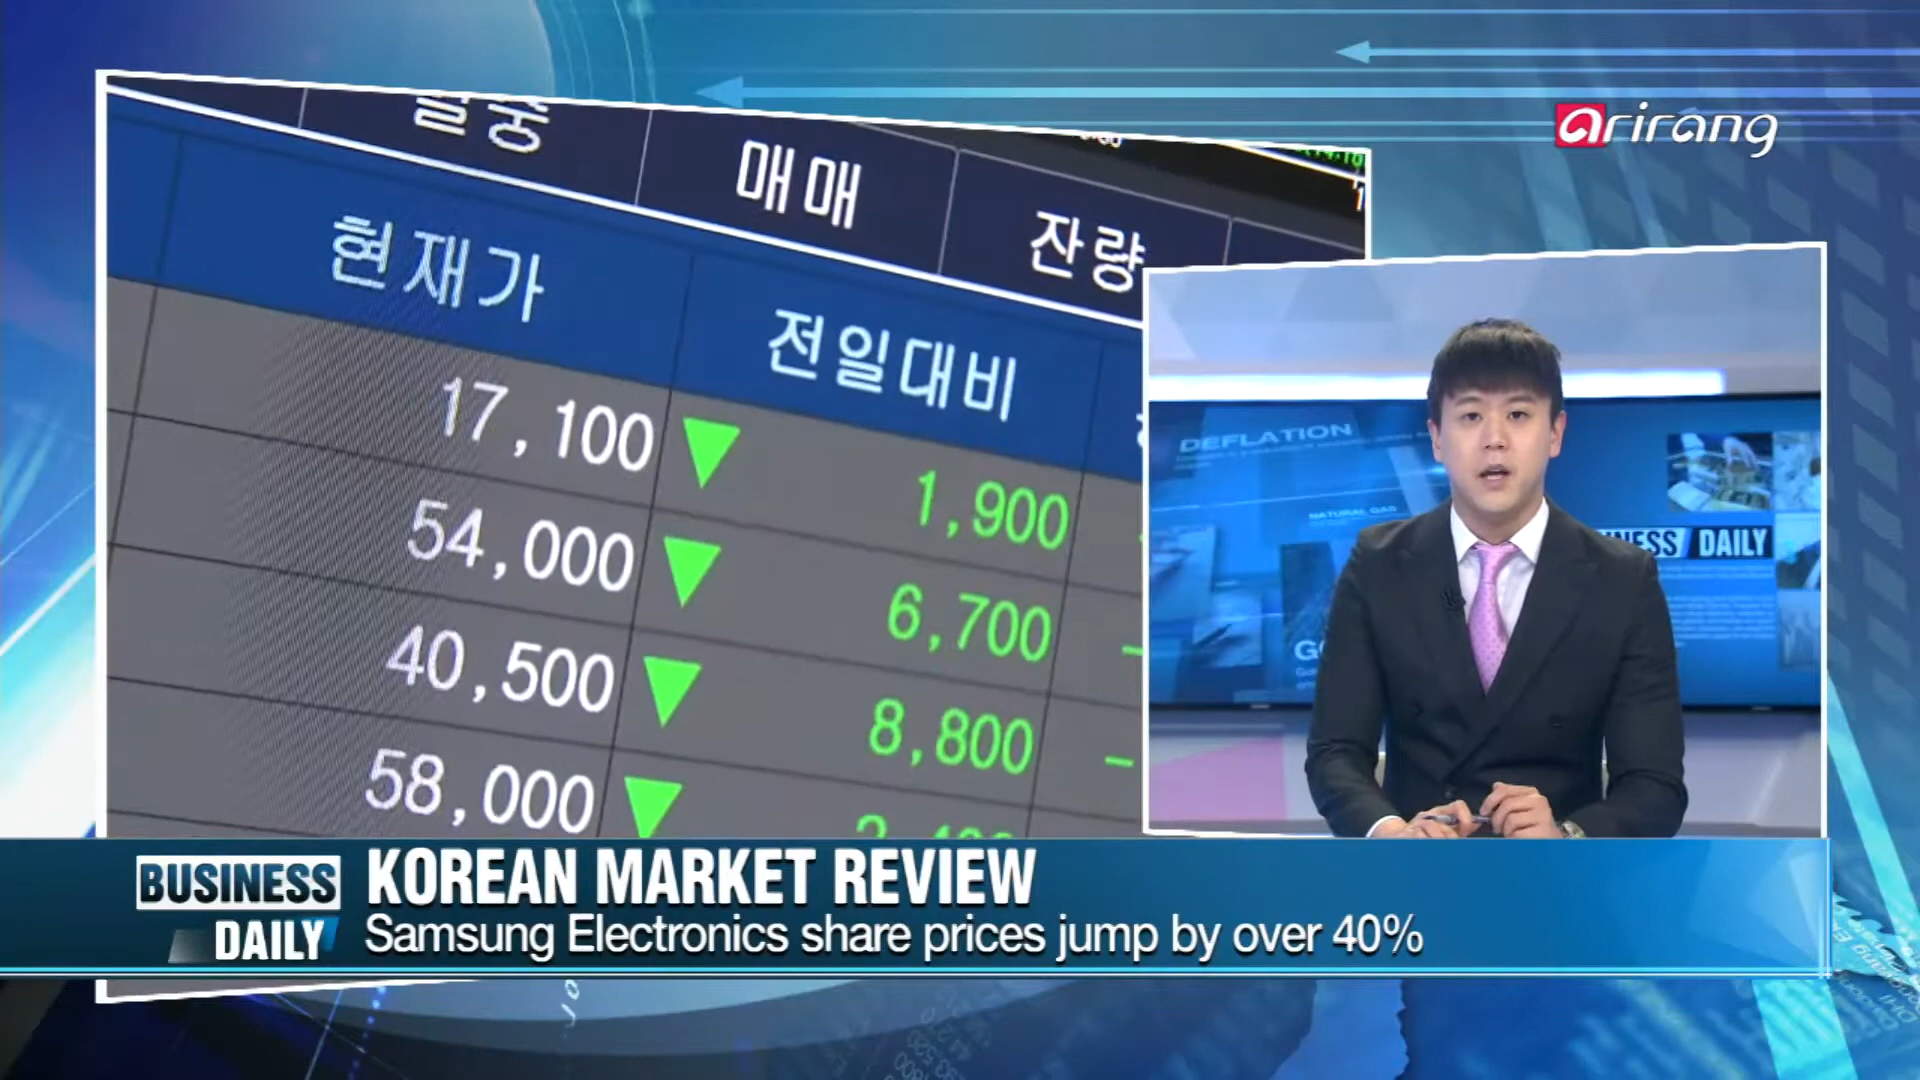 arirang
매매
잔량
현재가 전일대비
17,100 ▼ 1,900
54,000 ▼ 6,700
40,500 ▼ 8,800
58,000 ▼
DEFLATION
NATURAL GAS
DAILY
BUSINESS DAILY
KOREAN MARKET REVIEW
Samsung Electronics share prices jump by over 40%